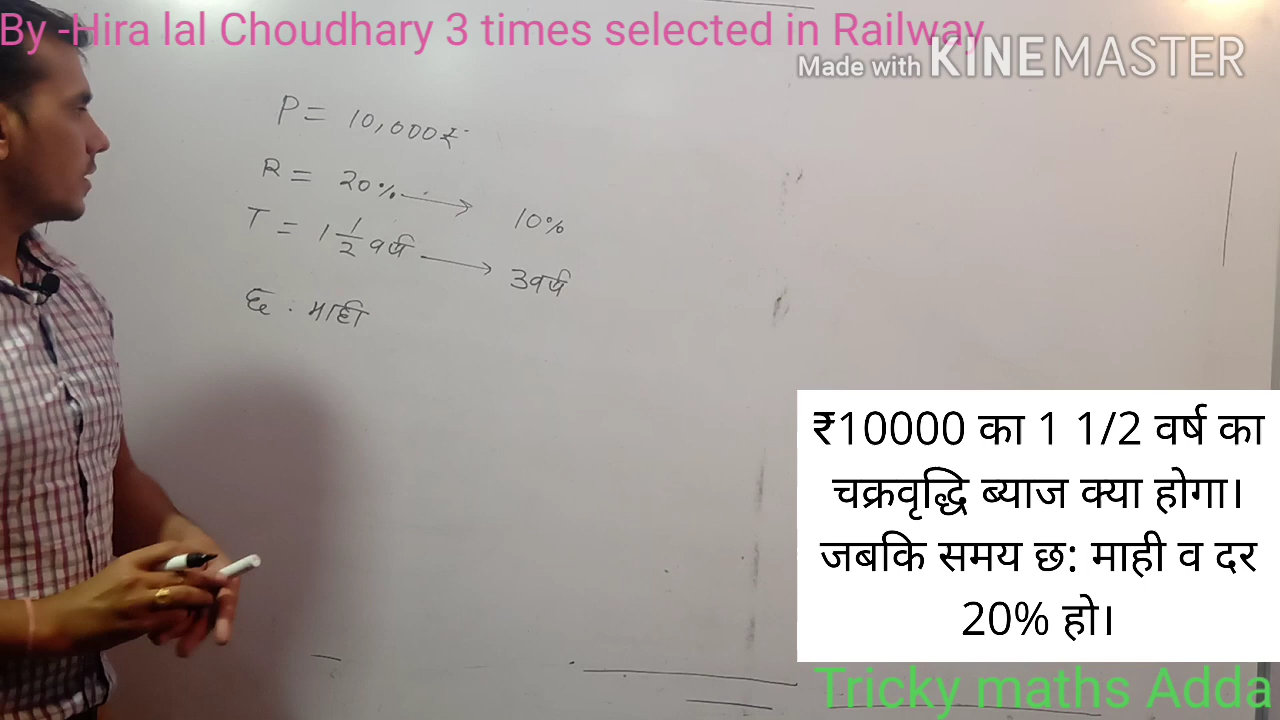 By -Hira lal Choudhary 3 times selected in Railway
Made with KINEMASTER
P = 10,000₹
R = 20% → 10%
T = 1 1/2 वर्ष → 3वर्ष
छ: माही
₹10000 का 1 1/2 वर्ष का
चक्रवृद्धि ब्याज क्या होगा।
जबकि समय छ: माही व दर
20% हो।
Tricky maths Adda